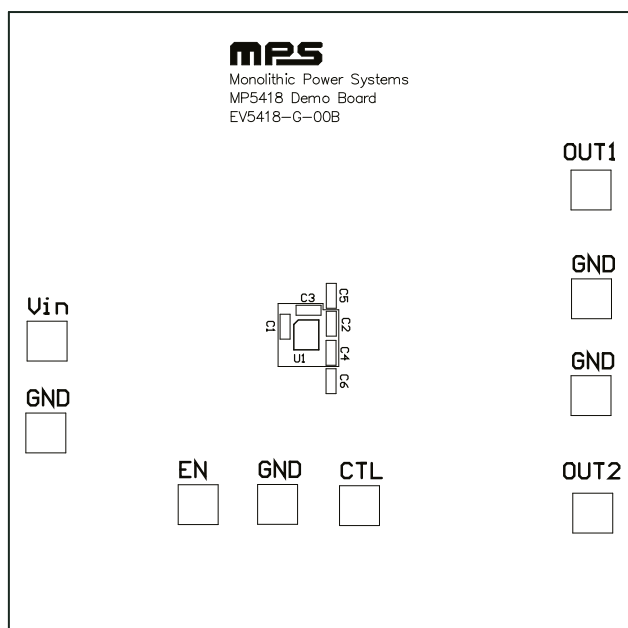 MPS
Monolithic Power Systems
MP5418 Demo Board
EV5418-G-00B
OUT1
GND
Vin
C3
C5
C1
C2
U1
C4
GND
C6
GND
EN
GND
CTL
OUT2